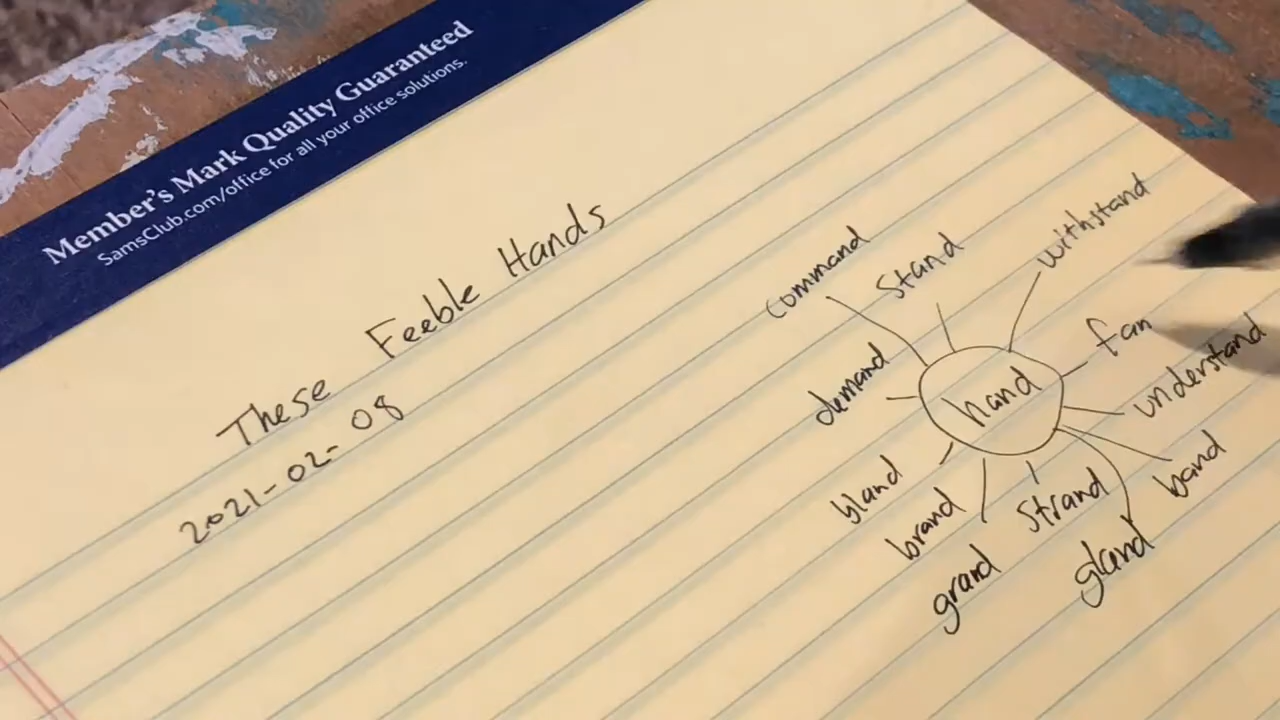 Member's Mark Quality Guaranteed
SamsClub.com/office for all your office solutions.
These Feeble Hands
2021-02-08
command
stand
withstand
fan
understand
band
gland
strand
grand
brand
bland
demand
hand